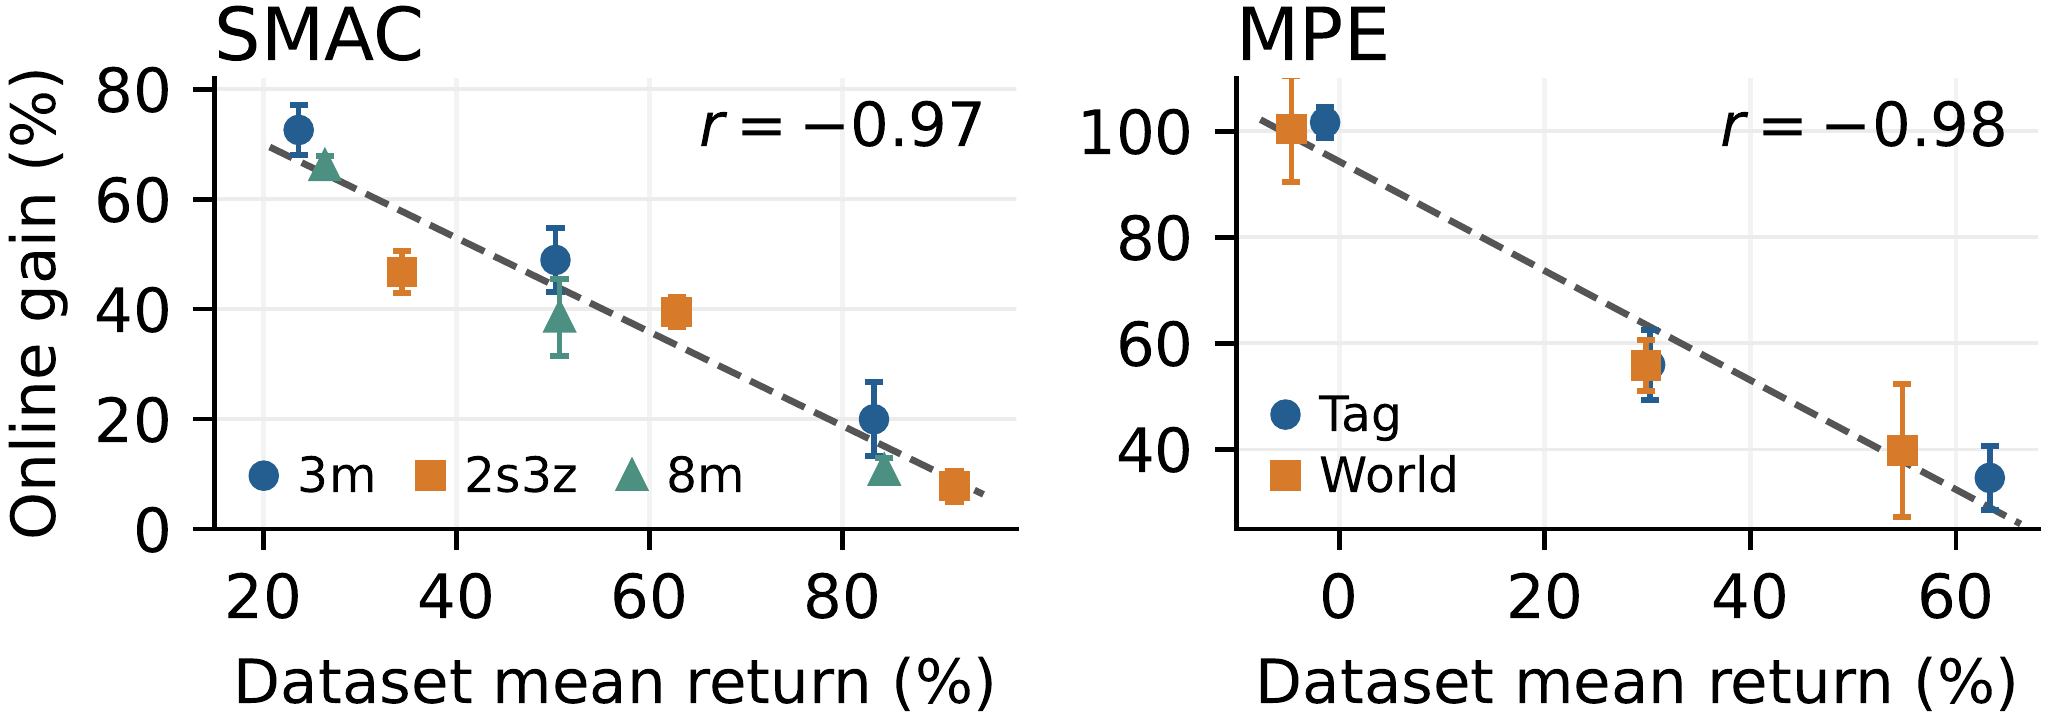 SMAC
Online gain (%)
80
60
40
20
0
r = −0.97
3m 2s3z 8m
20 40 60 80
Dataset mean return (%)
MPE
100
80
60
40
r = −0.98
Tag
World
0 20 40 60
Dataset mean return (%)